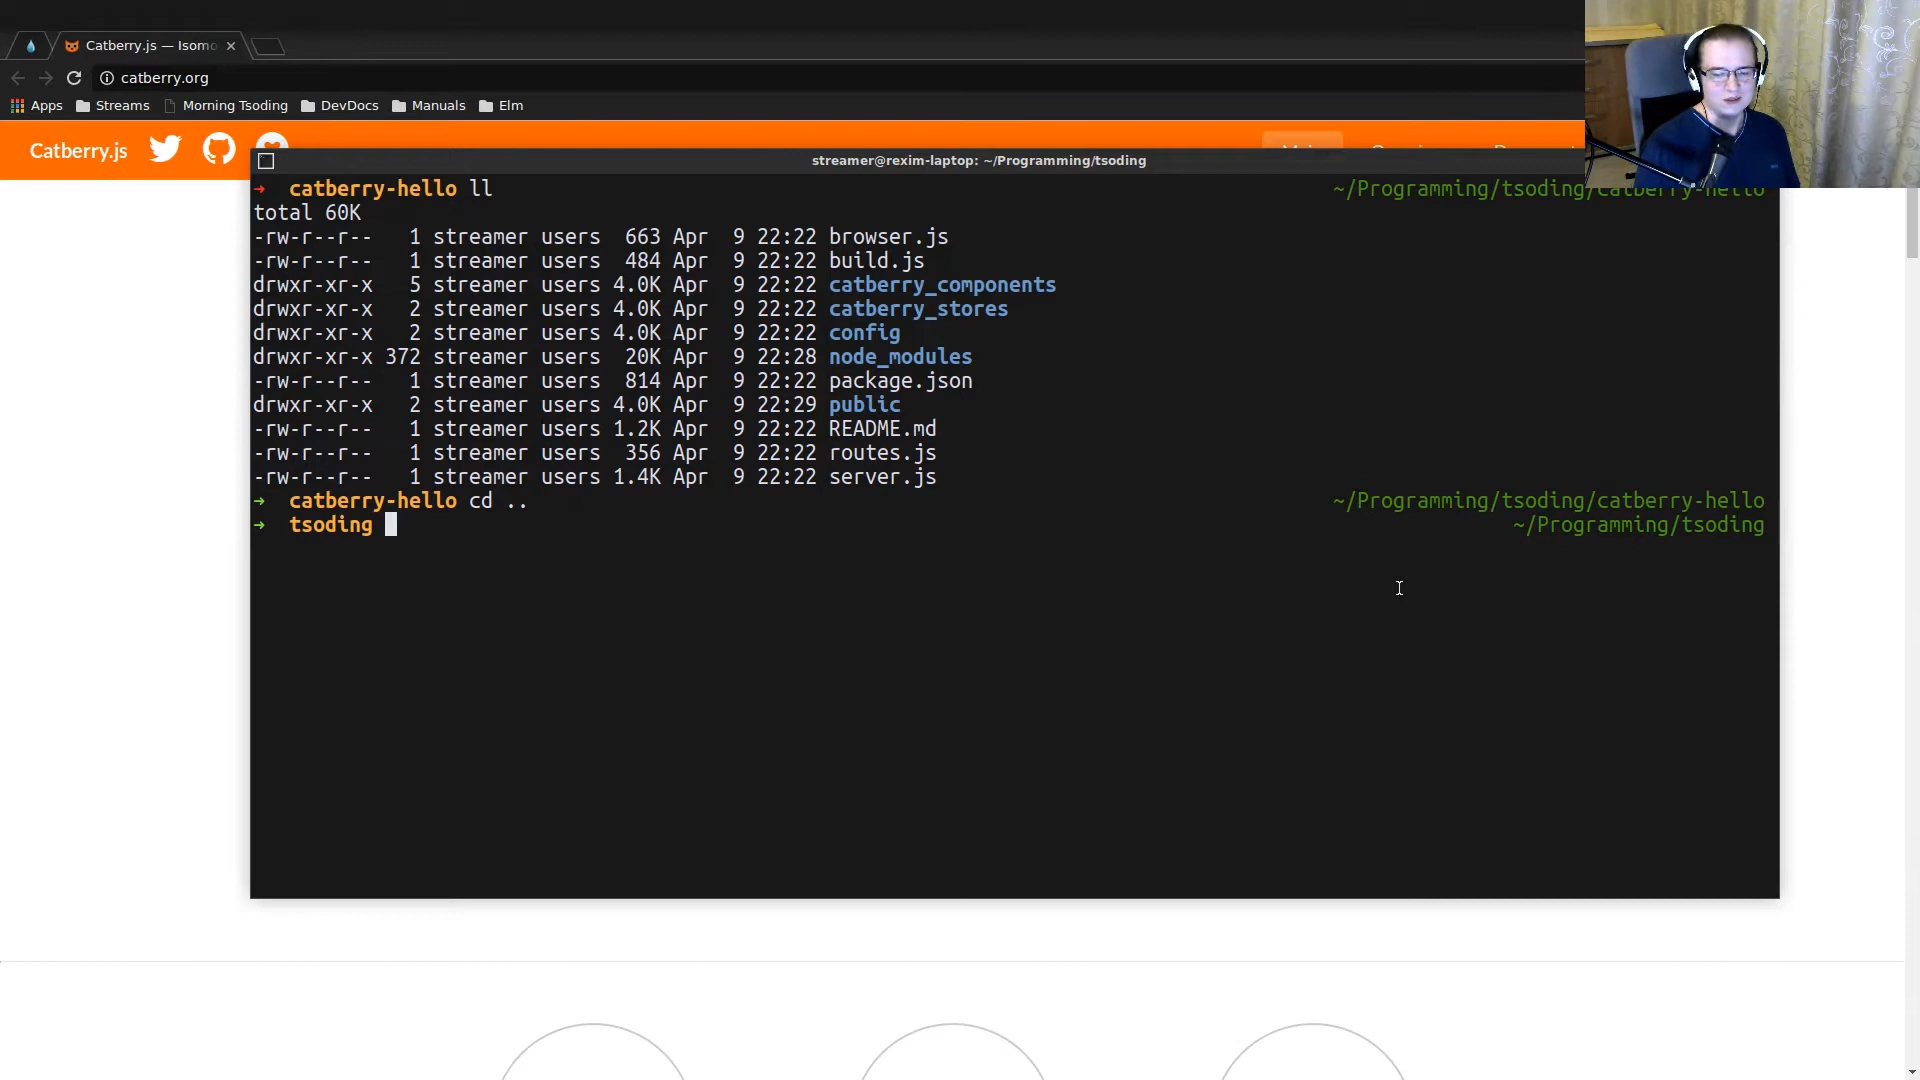 Catberry.js — Isomo
catberry.org
Apps Streams Morning Tsoding DevDocs Manuals Elm
Catberry.js
streamer@rexim-laptop: ~/Programming/tsoding
➜ catberry-hello ll ~/Programming/tsoding/catberry-hello
total 60K
-rw-r--r-- 1 streamer users 663 Apr 9 22:22 browser.js
-rw-r--r-- 1 streamer users 484 Apr 9 22:22 build.js
drwxr-xr-x 5 streamer users 4.0K Apr 9 22:22 catberry_components
drwxr-xr-x 2 streamer users 4.0K Apr 9 22:22 catberry_stores
drwxr-xr-x 2 streamer users 4.0K Apr 9 22:22 config
drwxr-xr-x 372 streamer users 20K Apr 9 22:28 node_modules
-rw-r--r-- 1 streamer users 814 Apr 9 22:22 package.json
drwxr-xr-x 2 streamer users 4.0K Apr 9 22:29 public
-rw-r--r-- 1 streamer users 1.2K Apr 9 22:22 README.md
-rw-r--r-- 1 streamer users 356 Apr 9 22:22 routes.js
-rw-r--r-- 1 streamer users 1.4K Apr 9 22:22 server.js
➜ catberry-hello cd .. ~/Programming/tsoding/catberry-hello
➜ tsoding ~/Programming/tsoding